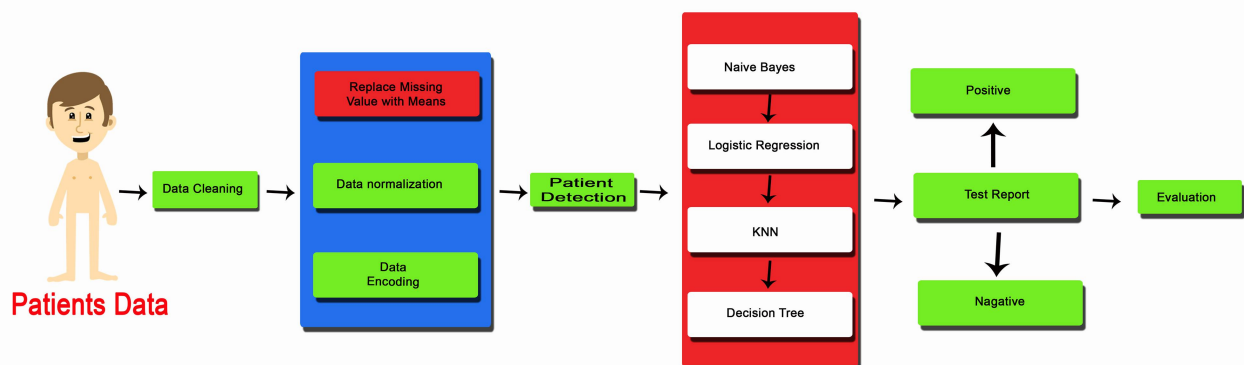 Patients Data
Data Cleaning
Replace Missing
Value with Means
Data normalization
Data
Encoding
Patient
Detection
Naive Bayes
Logistic Regression
KNN
Decision Tree
Positive
Test Report
Nagative
Evaluation